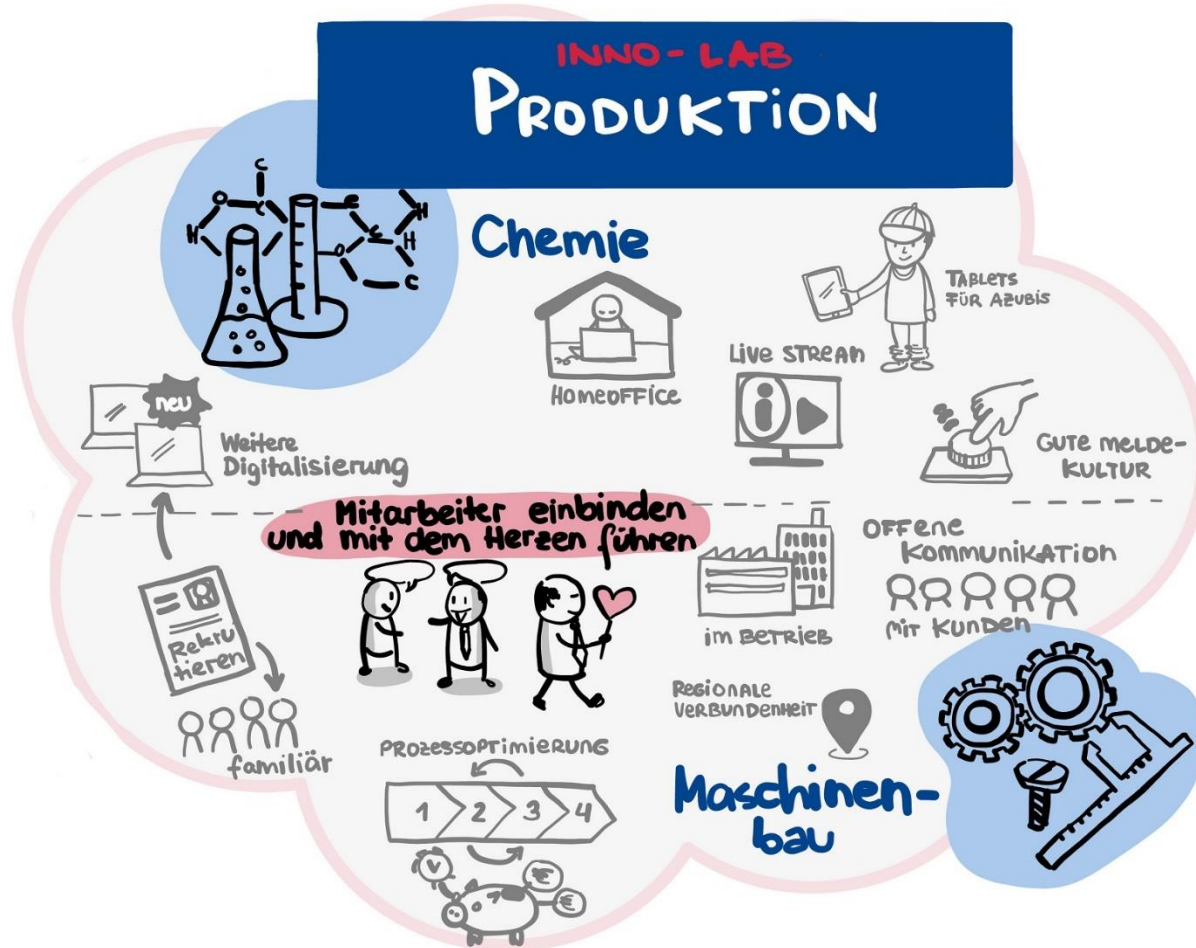 INNO-LAB
PRODUKTION
Chemie
C
O
C
H
C
C
H
H
O
C
TABLETS
FÜR AZUBIS
HOMEOFFICE
LIVE STREAM
i
neu
Weitere
Digitalisierung
GUTE MELDE-
KULTUR
Mitarbeiter einbinden
und mit dem Herzen führen
OFFENE
KOMMUNIKATION
MIT KUNDEN
im BETRIEB
Rekru
tieren
familiär
REGIONALE
VERBUNDENHEIT
PROZESSOPTIMIERUNG
1 2 3 4
€
€
Maschinen-
bau